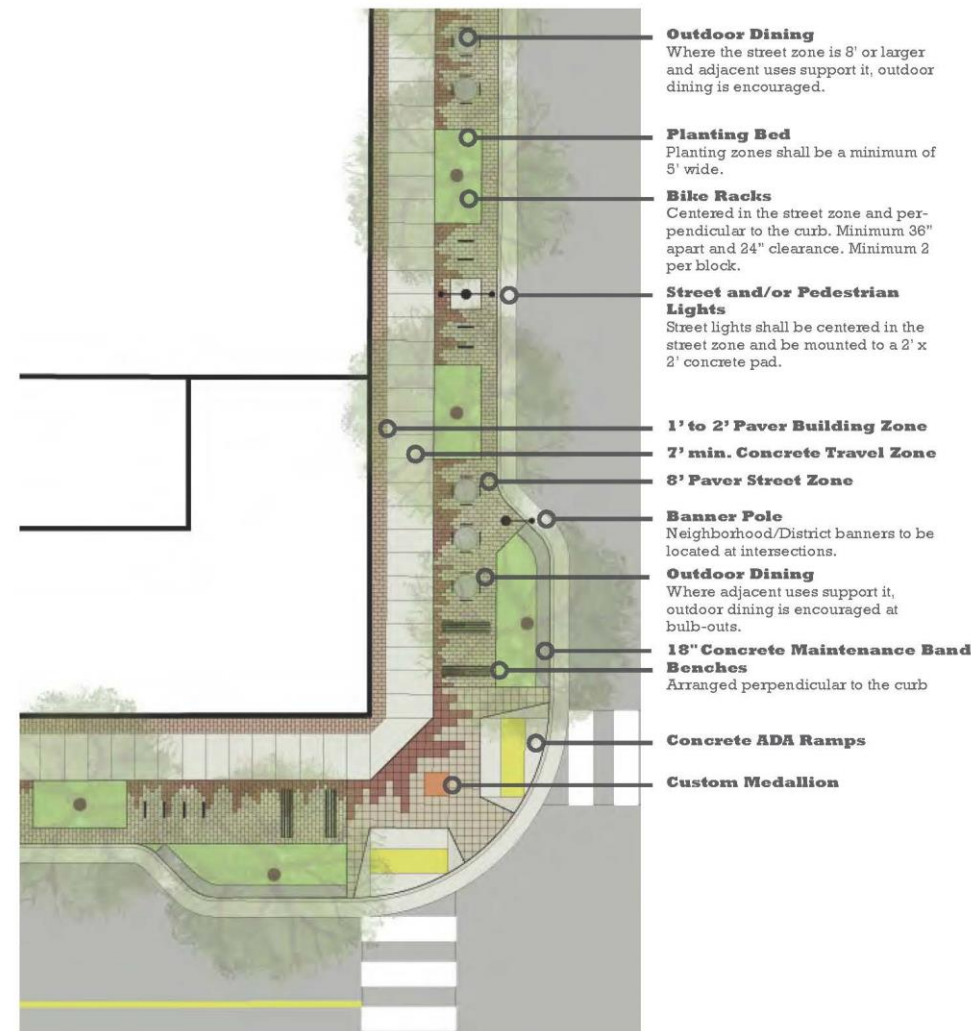 Outdoor Dining
Where the street zone is 8' or larger
and adjacent uses support it, outdoor
dining is encouraged.
Planting Bed
Planting zones shall be a minimum of
5' wide.
Bike Racks
Centered in the street zone and per-
pendicular to the curb. Minimum 36"
apart and 24" clearance. Minimum 2
per block.
Street and/or Pedestrian
Lights
Street lights shall be centered in the
street zone and be mounted to a 2' x
2' concrete pad.
1' to 2' Paver Building Zone
7' min. Concrete Travel Zone
8' Paver Street Zone
Banner Pole
Neighborhood/District banners to be
located at intersections.
Outdoor Dining
Where adjacent uses support it,
outdoor dining is encouraged at
bulb-outs.
18" Concrete Maintenance Band
Benches
Arranged perpendicular to the curb
Concrete ADA Ramps
Custom Medallion